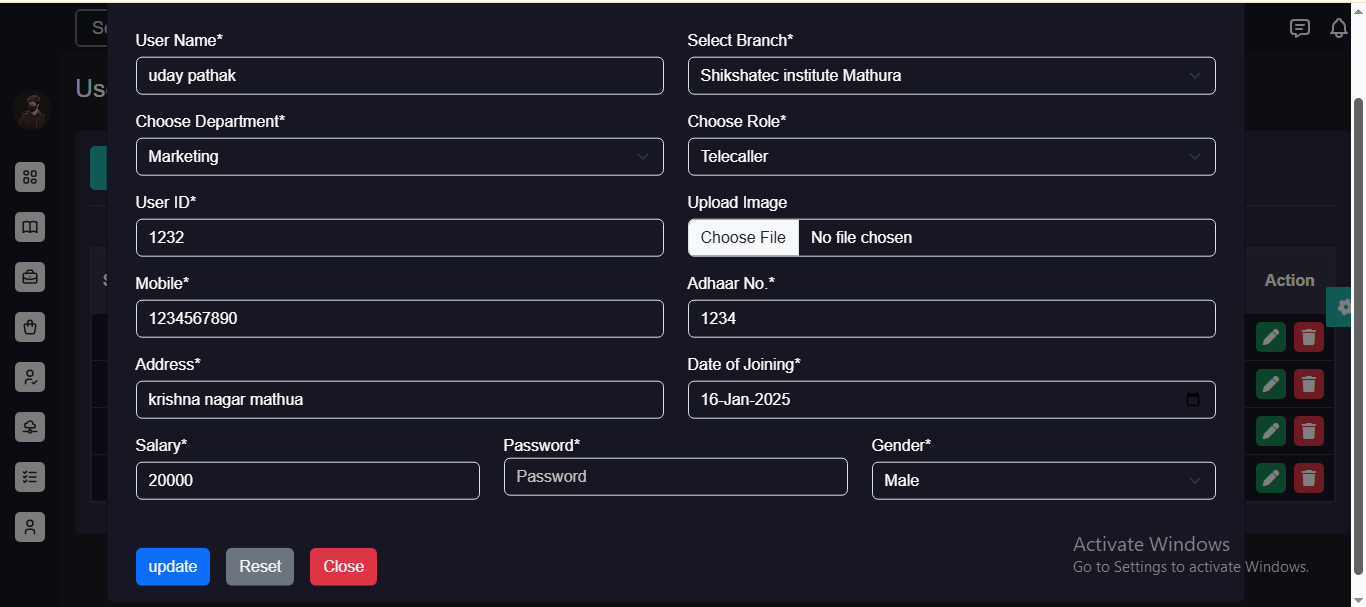 User Name* Select Branch*
uday pathak Shikshatec institute Mathura
Choose Department* Choose Role*
Marketing Telecaller
User ID* Upload Image
1232 Choose File No file chosen
Mobile* Adhaar No.*
1234567890 1234
Address* Date of Joining*
krishna nagar mathua 16-Jan-2025
Salary* Password* Gender*
20000 Password Male
update Reset Close
Action
Activate Windows
Go to Settings to activate Windows.